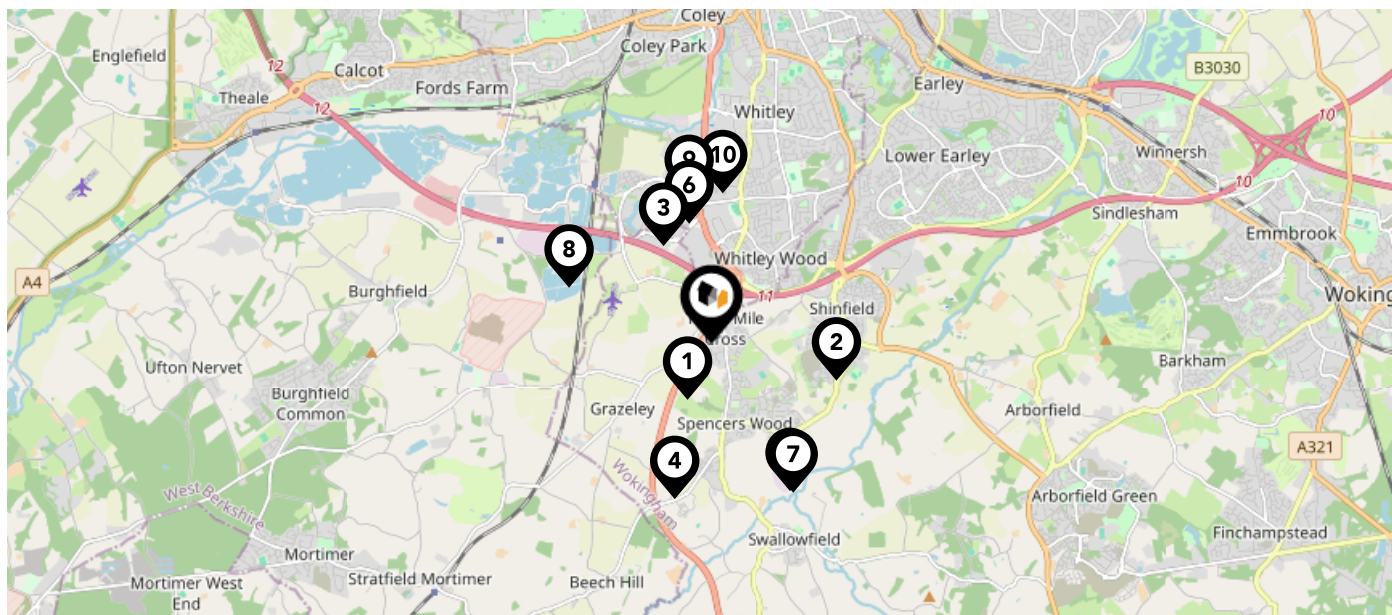 Coley
Coley Park
Englefield
12
Calcot
B3030
Fords Farm
Earley
Theale
12
Whitley
10
10
Lower Earley
Winnersh
6
10
3
Sindlesham
Emmbrook
8
Whitley Wood
A4
Burghfield
11
Shinfield
Mile
Cross
2
1
Barkham
Ufton Nervet
Burghfield
Common
Grazeley
Arborfield
Spencers Wood
A321
4
7
Wokingham
West Berkshire
Arborfield Green
Finchampstead
Swallowfield
Mortimer
Stratfield Mortimer
Beech Hill
Mortimer West
End